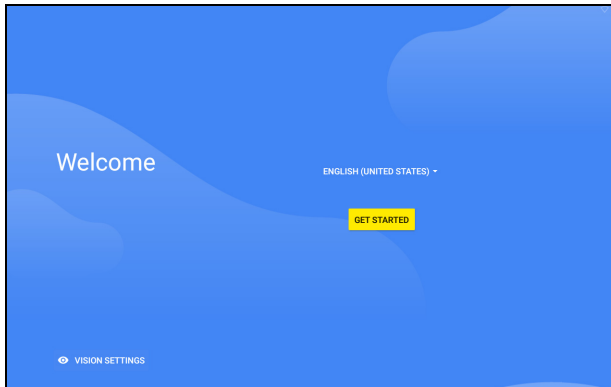 Welcome
ENGLISH (UNITED STATES)
GET STARTED
VISION SETTINGS